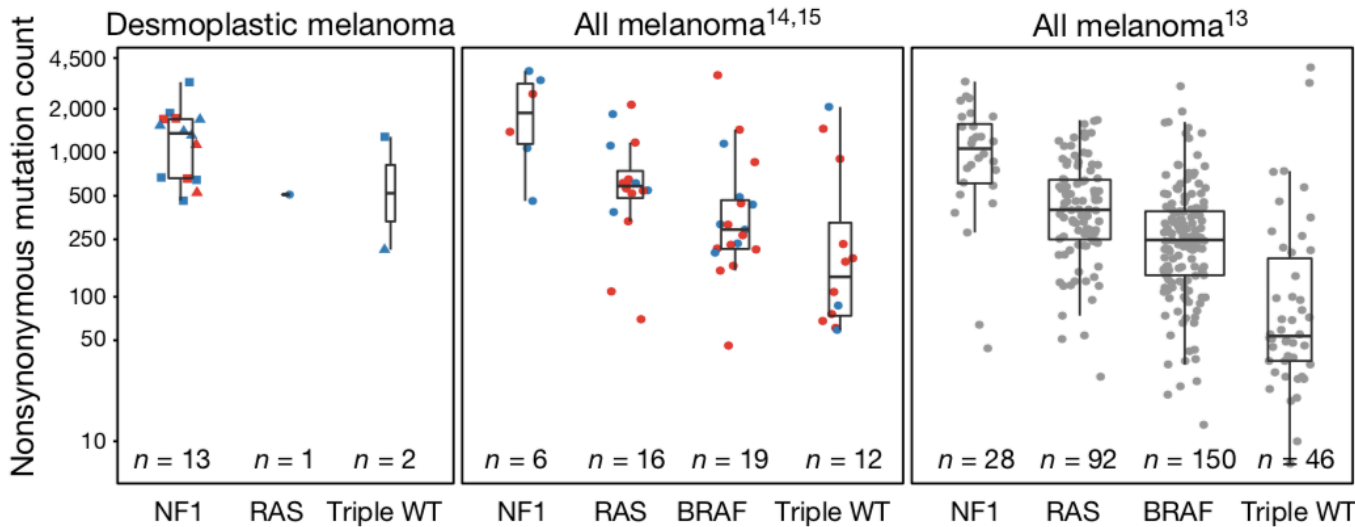 Desmoplastic melanoma
All melanoma14,15
All melanoma13
Nonsynonymous mutation count
4,500
2,000
1,000
500
250
100
50
10
n = 13
n = 1
n = 2
n = 6
n = 16
n = 19
n = 12
n = 28
n = 92
n = 150
n = 46
NF1
RAS
Triple WT
NF1
RAS
BRAF
Triple WT
NF1
RAS
BRAF
Triple WT